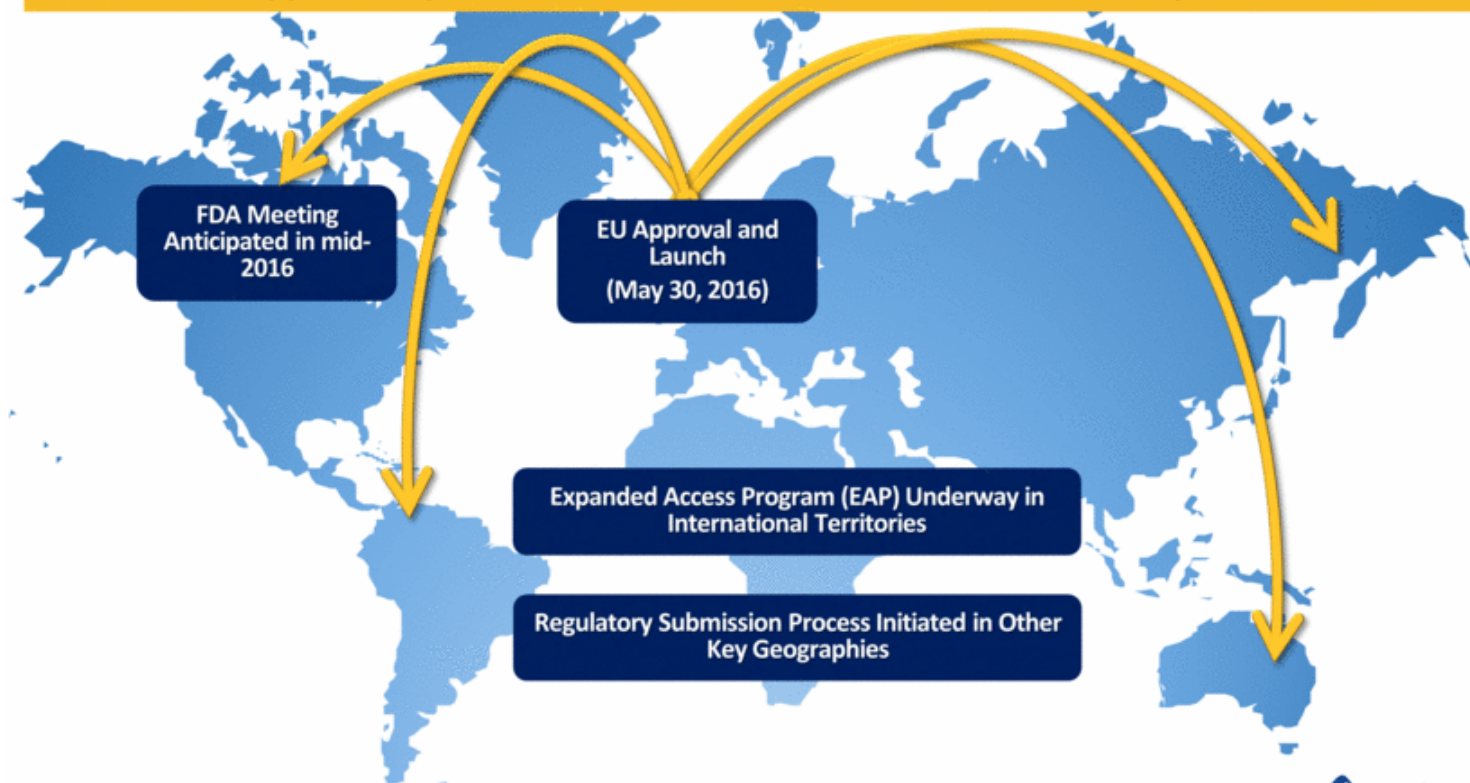 FDA Meeting
Anticipated in mid-
2016
EU Approval and
Launch
(May 30, 2016)
Expanded Access Program (EAP) Underway in
International Territories
Regulatory Submission Process Initiated in Other
Key Geographies